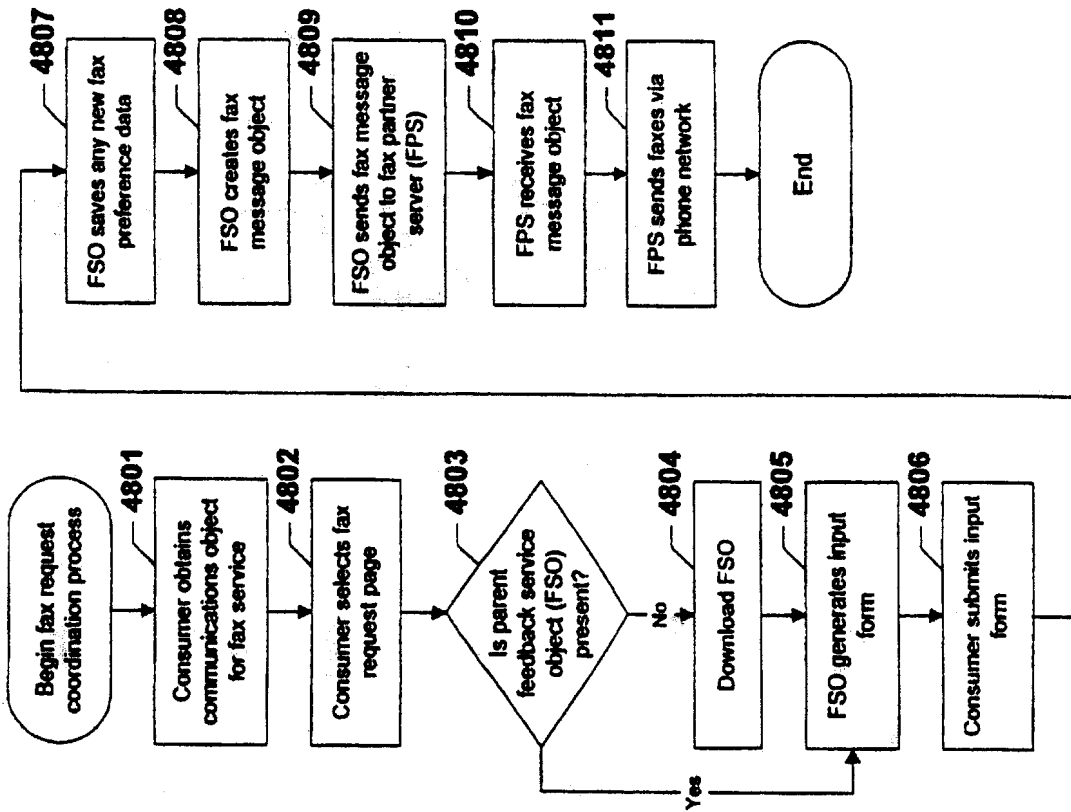 Begin fax request
coordination process
4801
Consumer obtains
communications object
for fax service
4802
Consumer selects fax
request page
4803
Is parent
feedback service
object (FSO)
present?
No
Yes
4804
Download FSO
4805
FSO generates input
form
4806
Consumer submits input
form
4807
FSO saves any new fax
preference data
4808
FSO creates fax
message object
4809
FSO sends fax message
object to fax partner
server (FPS)
4810
FPS receives fax
message object
4811
FPS sends faxes via
phone network
End